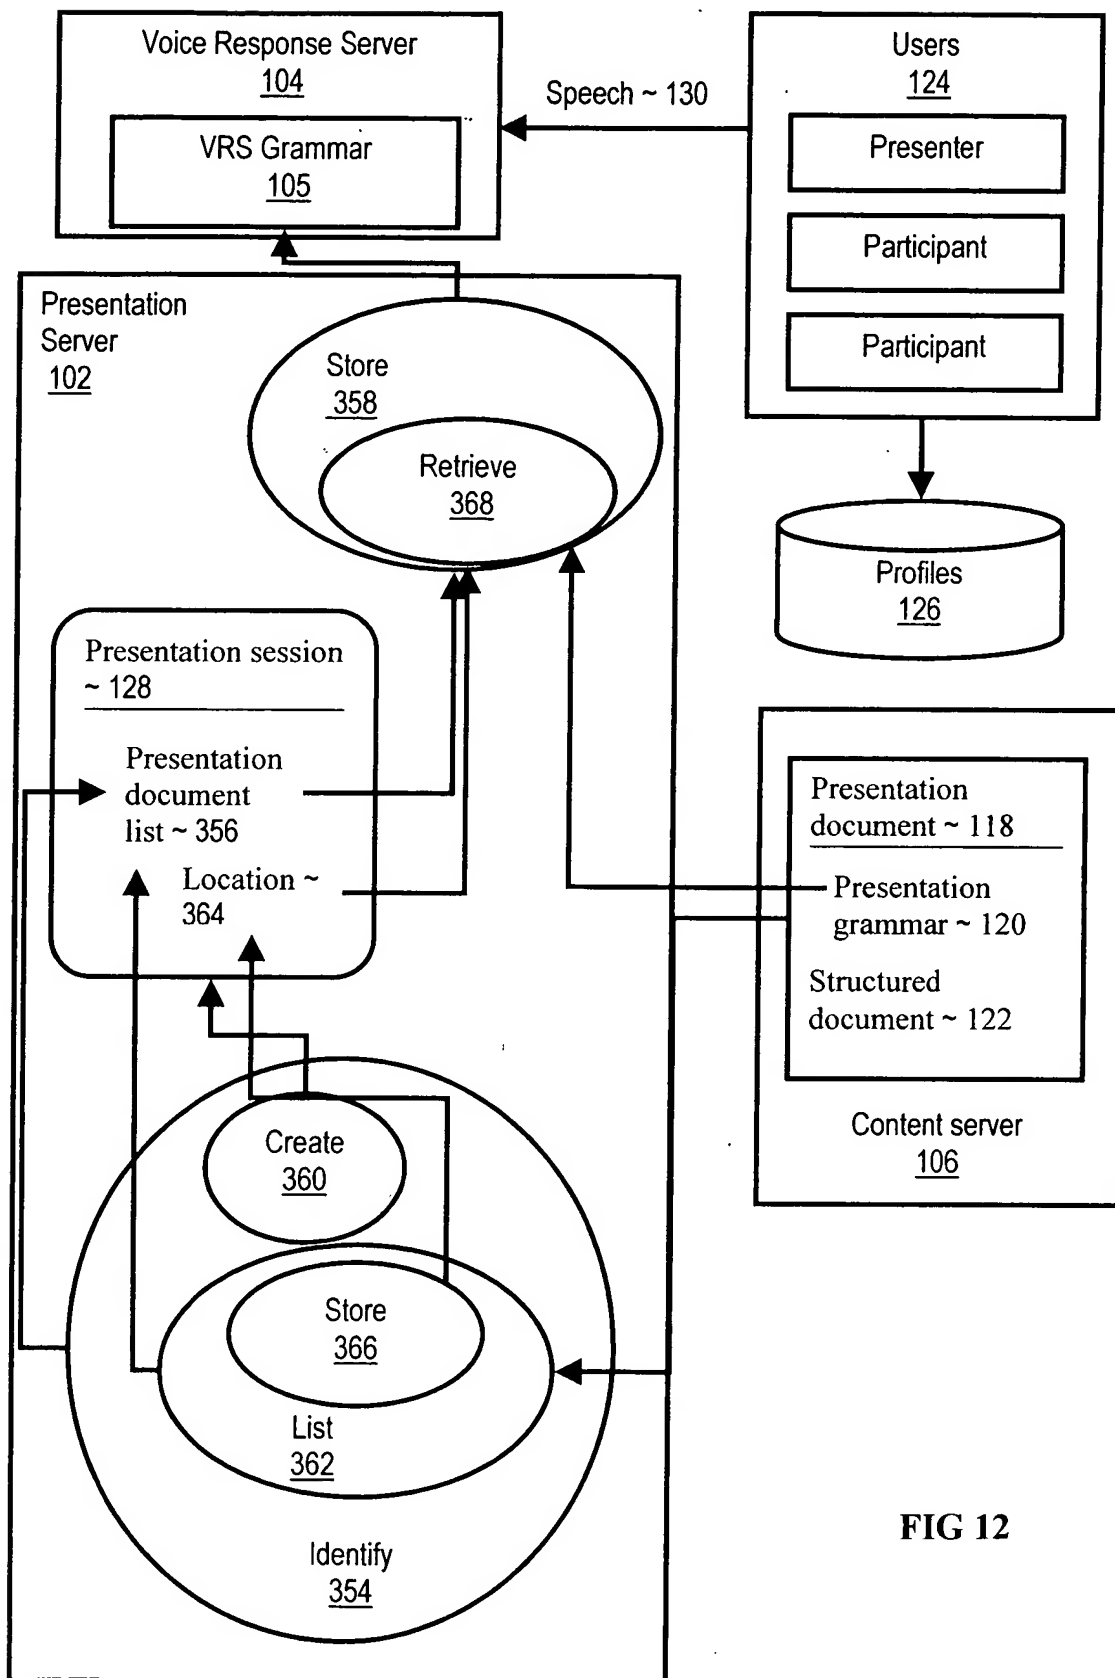 Voice Response Server
104
VRS Grammar
105
Speech ~ 130
Users
124
Presenter
Participant
Participant
Profiles
126
Presentation
Server
102
Store
358
Retrieve
368
Presentation session
~ 128
Presentation
document
list ~ 356
Location ~
364
Presentation
document ~ 118
Presentation
grammar ~ 120
Structured
document ~ 122
Content server
106
Create
360
Store
366
List
362
Identify
354
FIG 12